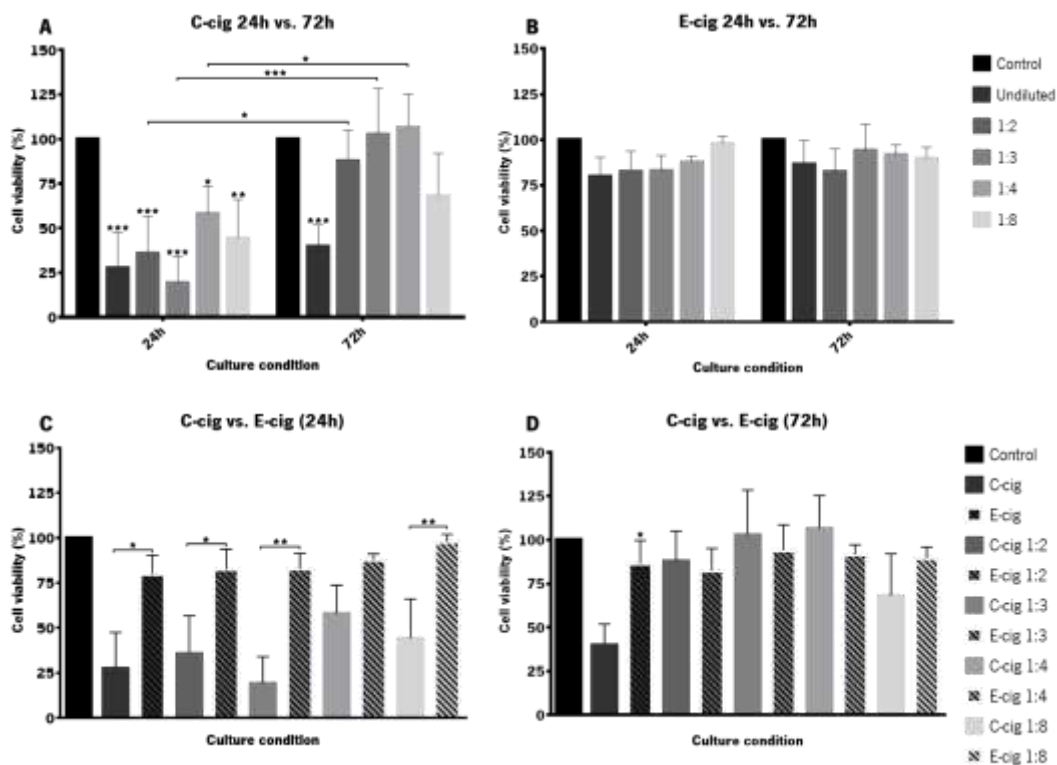 A
C-cig 24h vs. 72h
150
125
100
75
50
25
0
Cell viability (%)
***
***
***
*
**
***
*
***
*
24h
72h
Culture condition
B
E-cig 24h vs. 72h
150
125
100
75
50
25
0
Cell viability (%)
24h
72h
Culture condition
Control
Undiluted
1:2
1:3
1:4
1:8
C
C-cig vs. E-cig (24h)
150
125
100
75
50
25
0
Cell viability (%)
*
*
**
**
Culture condition
D
C-cig vs. E-cig (72h)
150
125
100
75
50
25
0
Cell viability (%)
*
Culture condition
Control
C-cig
E-cig
C-cig 1:2
E-cig 1:2
C-cig 1:3
E-cig 1:3
C-cig 1:4
E-cig 1:4
C-cig 1:8
E-cig 1:8